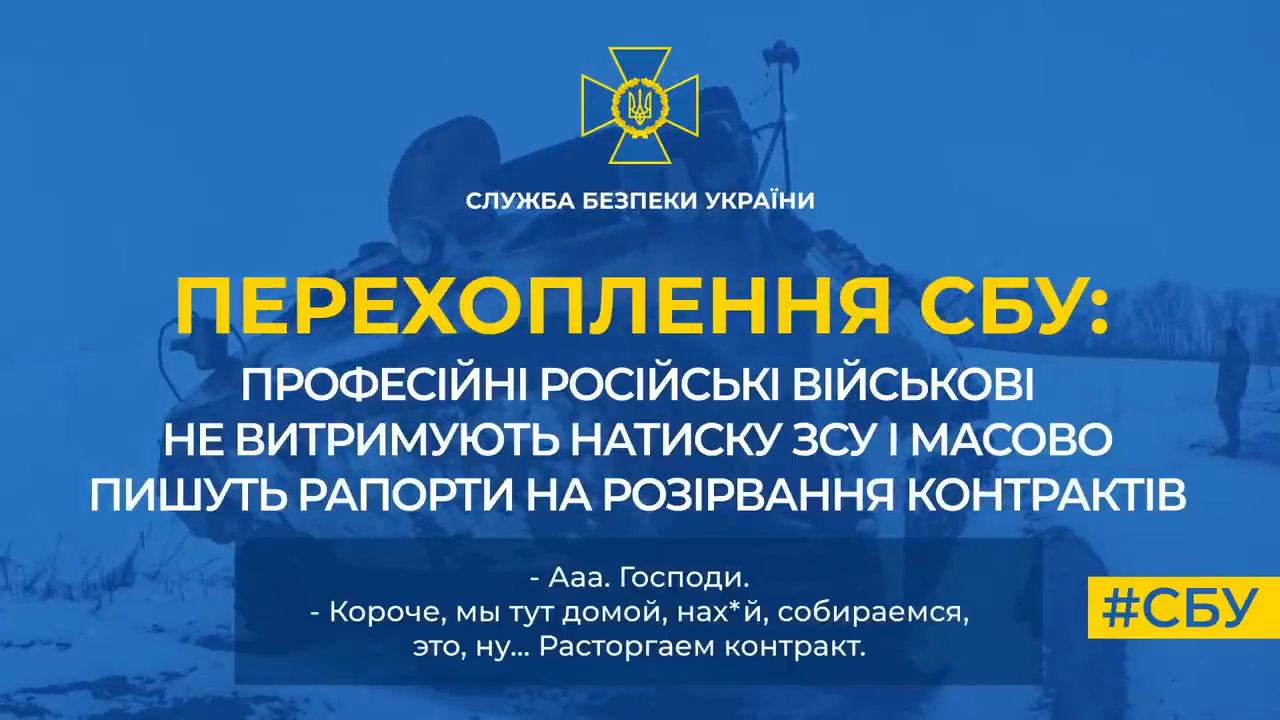 СЛУЖБА БЕЗПЕКИ УКРАЇНИ
ПЕРЕХОПЛЕННЯ СБУ:
ПРОФЕСІЙНІ РОСІЙСЬКІ ВІЙСЬКОВІ
НЕ ВИТРИМУЮТЬ НАТИСКУ ЗСУ І МАСОВО
ПИШУТЬ РАПОРТИ НА РОЗІРВАННЯ КОНТРАКТІВ
- Ааа. Господи.
- Короче, мы тут домой, нах*й, собираемся,
это, ну... Расторгаем контракт.
#СБУ